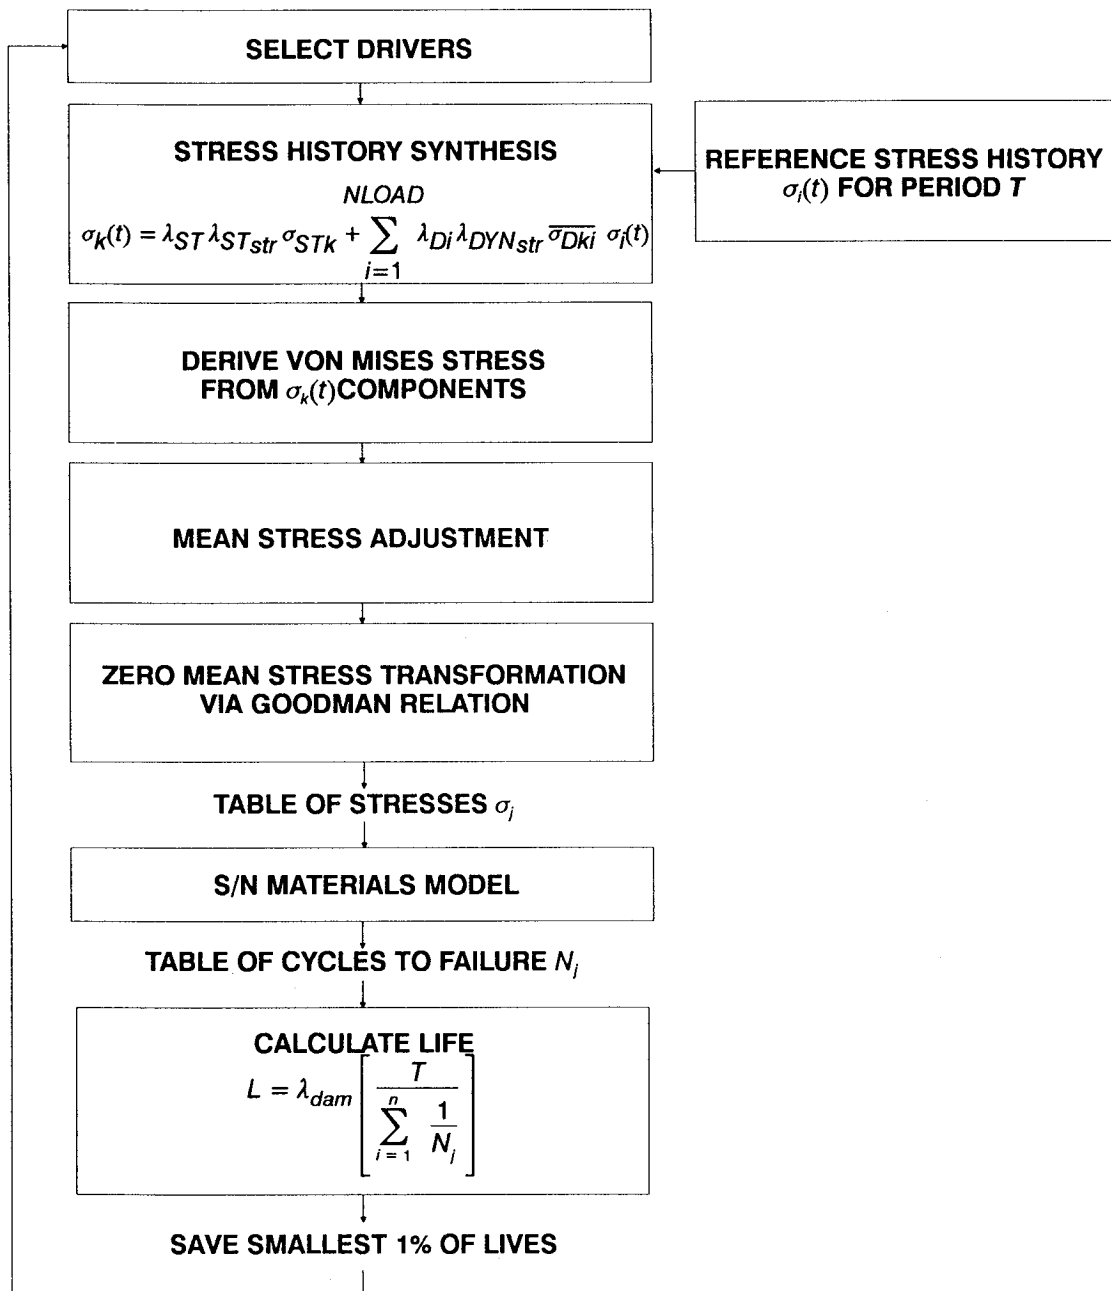 SELECT DRIVERS
STRESS HISTORY SYNTHESIS
NLOAD
σk(t) = λST λSTstr σSTk + ∑ λDi λDYNstr σ̅D̅k̅i̅ σi(t)
i=1
REFERENCE STRESS HISTORY
σi(t) FOR PERIOD T
DERIVE VON MISES STRESS
FROM σk(t)COMPONENTS
MEAN STRESS ADJUSTMENT
ZERO MEAN STRESS TRANSFORMATION
VIA GOODMAN RELATION
TABLE OF STRESSES σj
S/N MATERIALS MODEL
TABLE OF CYCLES TO FAILURE Nj
CALCULATE LIFE
L = λdam [ T / ∑ 1/Nj ]
n
i = 1
SAVE SMALLEST 1% OF LIVES